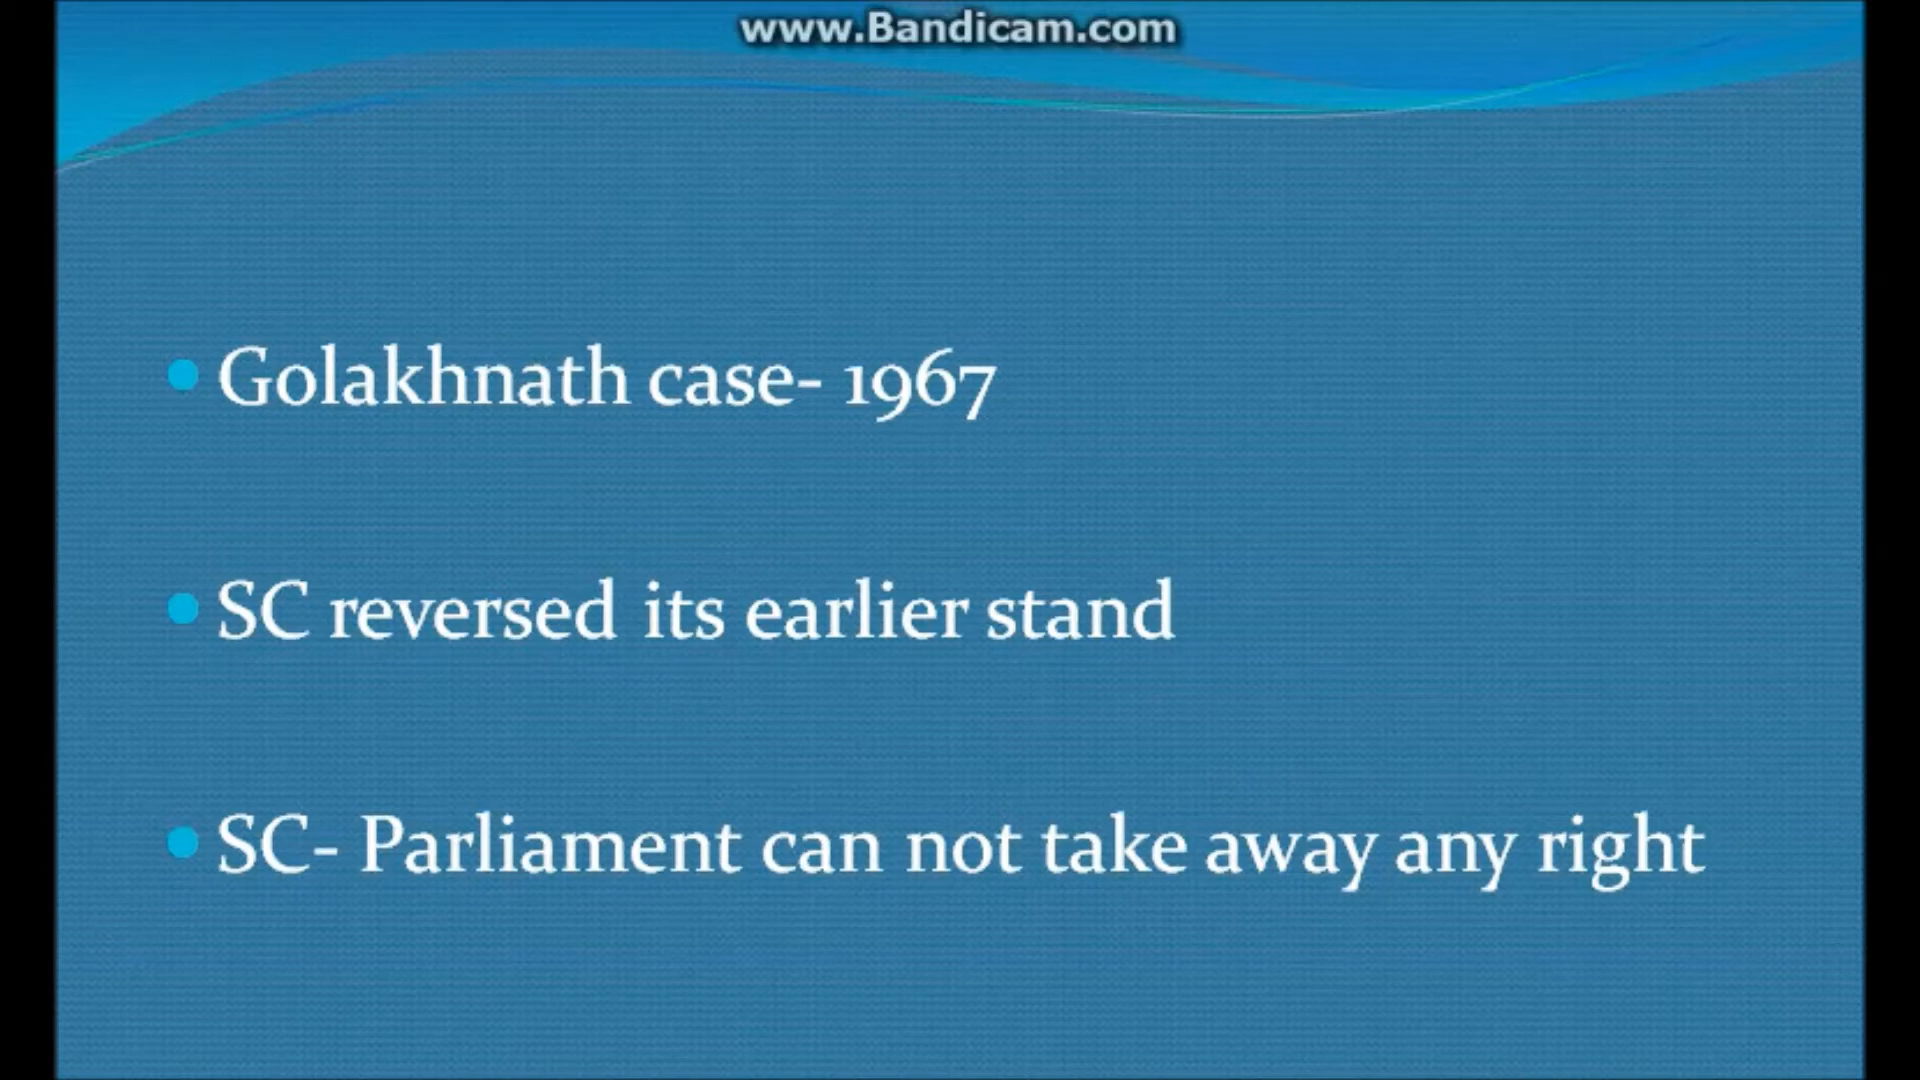 www.Bandicam.com
Golakhnath case- 1967
SC reversed its earlier stand
SC- Parliament can not take away any right